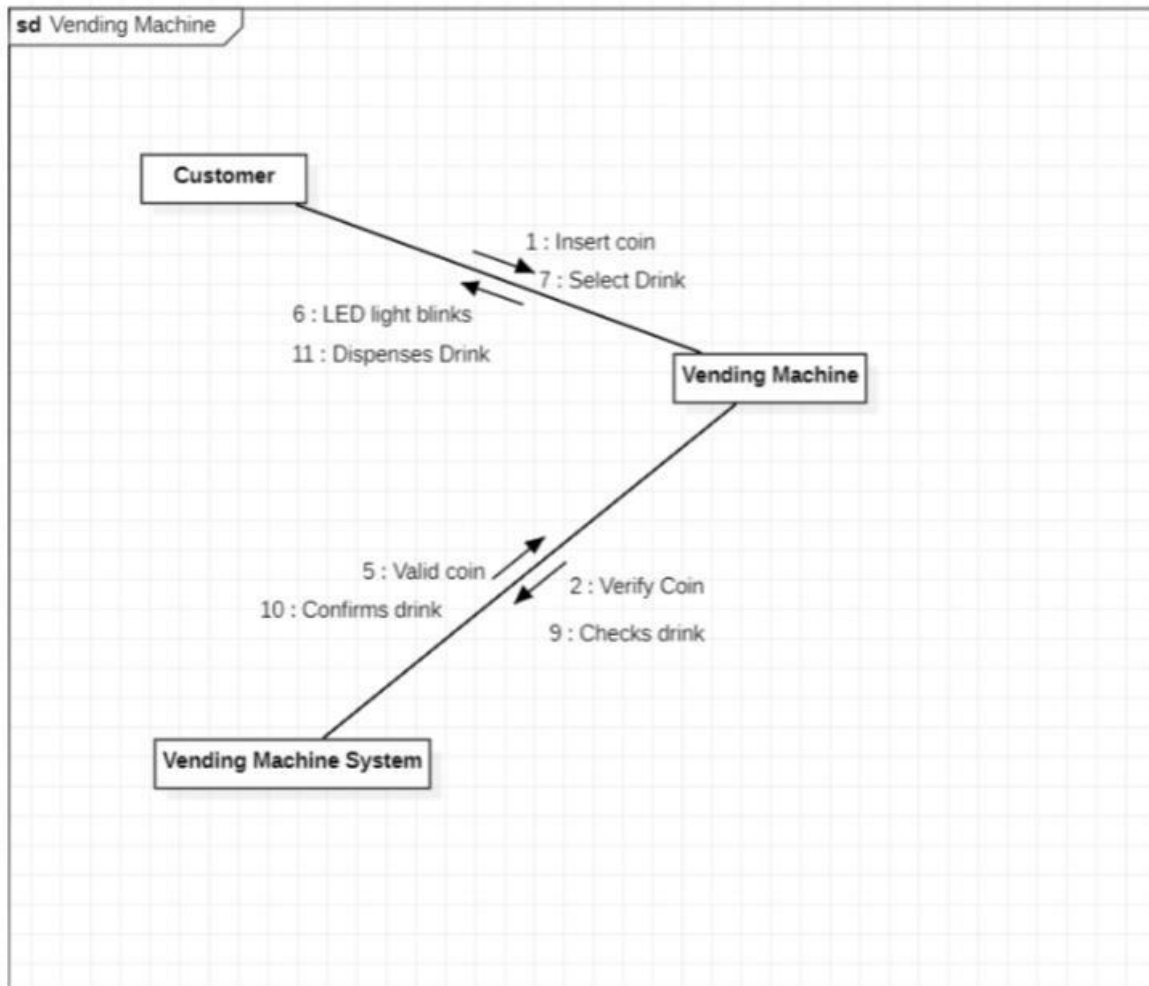 sd Vending Machine
Customer
1 : Insert coin
7 : Select Drink
6 : LED light blinks
11 : Dispenses Drink
Vending Machine
5 : Valid coin
2 : Verify Coin
10 : Confirms drink
9 : Checks drink
Vending Machine System